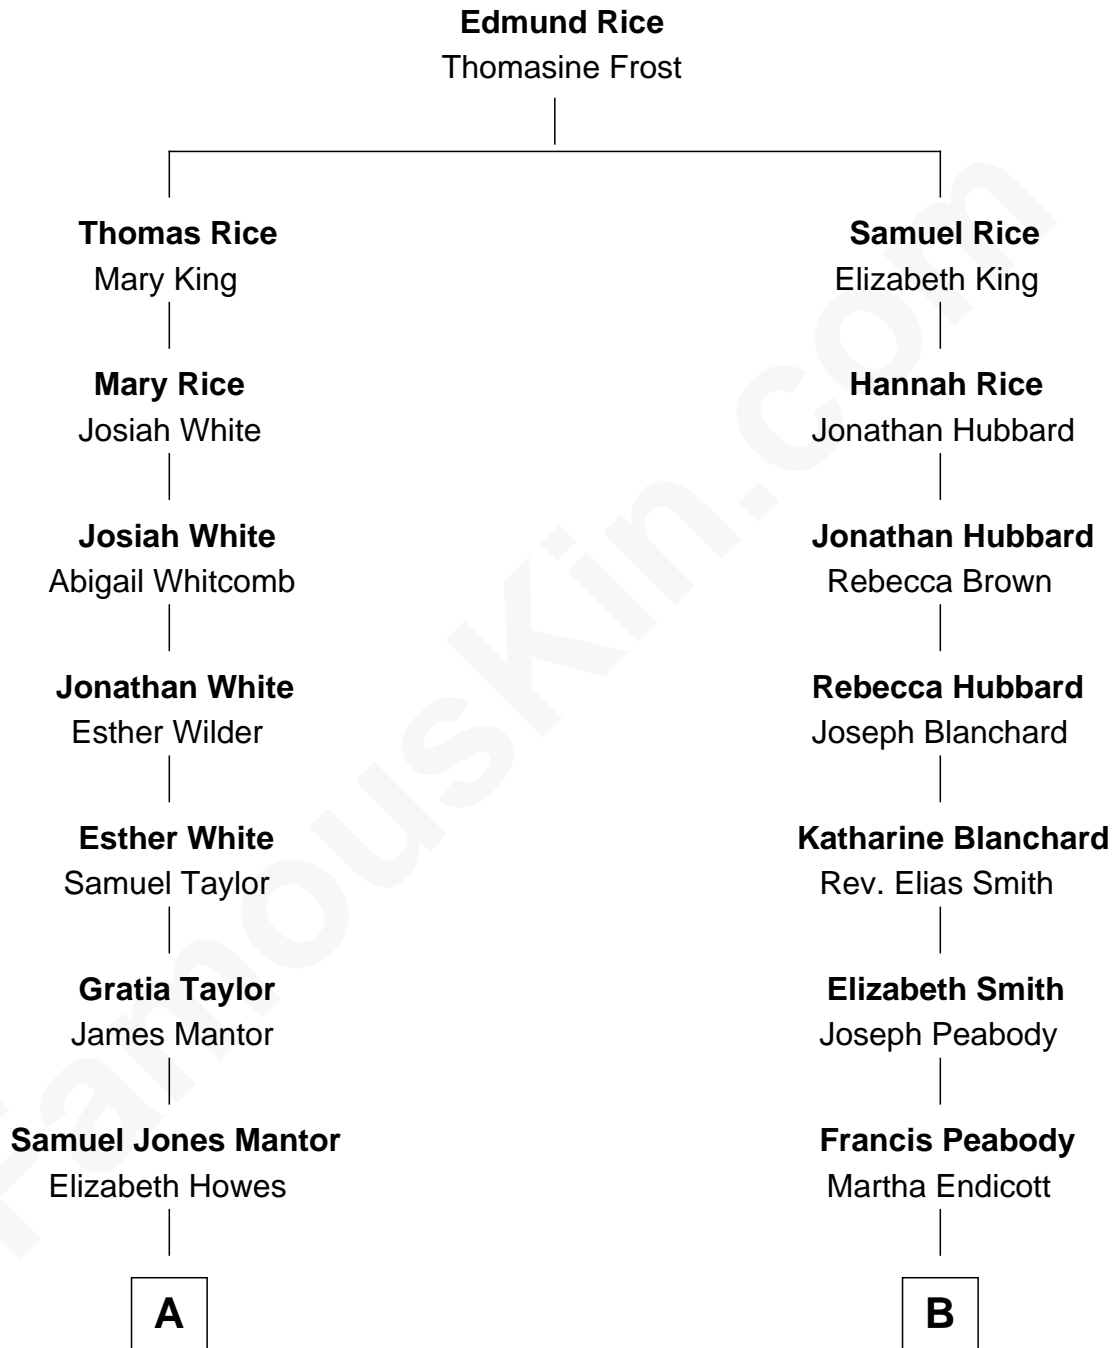 Edmund Rice
Thomasine Frost
Thomas Rice
Mary King
Samuel Rice
Elizabeth King
Mary Rice
Josiah White
Hannah Rice
Jonathan Hubbard
Josiah White
Abigail Whitcomb
Jonathan Hubbard
Rebecca Brown
Jonathan White
Esther Wilder
Rebecca Hubbard
Joseph Blanchard
Esther White
Samuel Taylor
Katharine Blanchard
Rev. Elias Smith
Gratia Taylor
James Mantor
Elizabeth Smith
Joseph Peabody
Samuel Jones Mantor
Elizabeth Howes
Francis Peabody
Martha Endicott
A
B
FamousKin.com